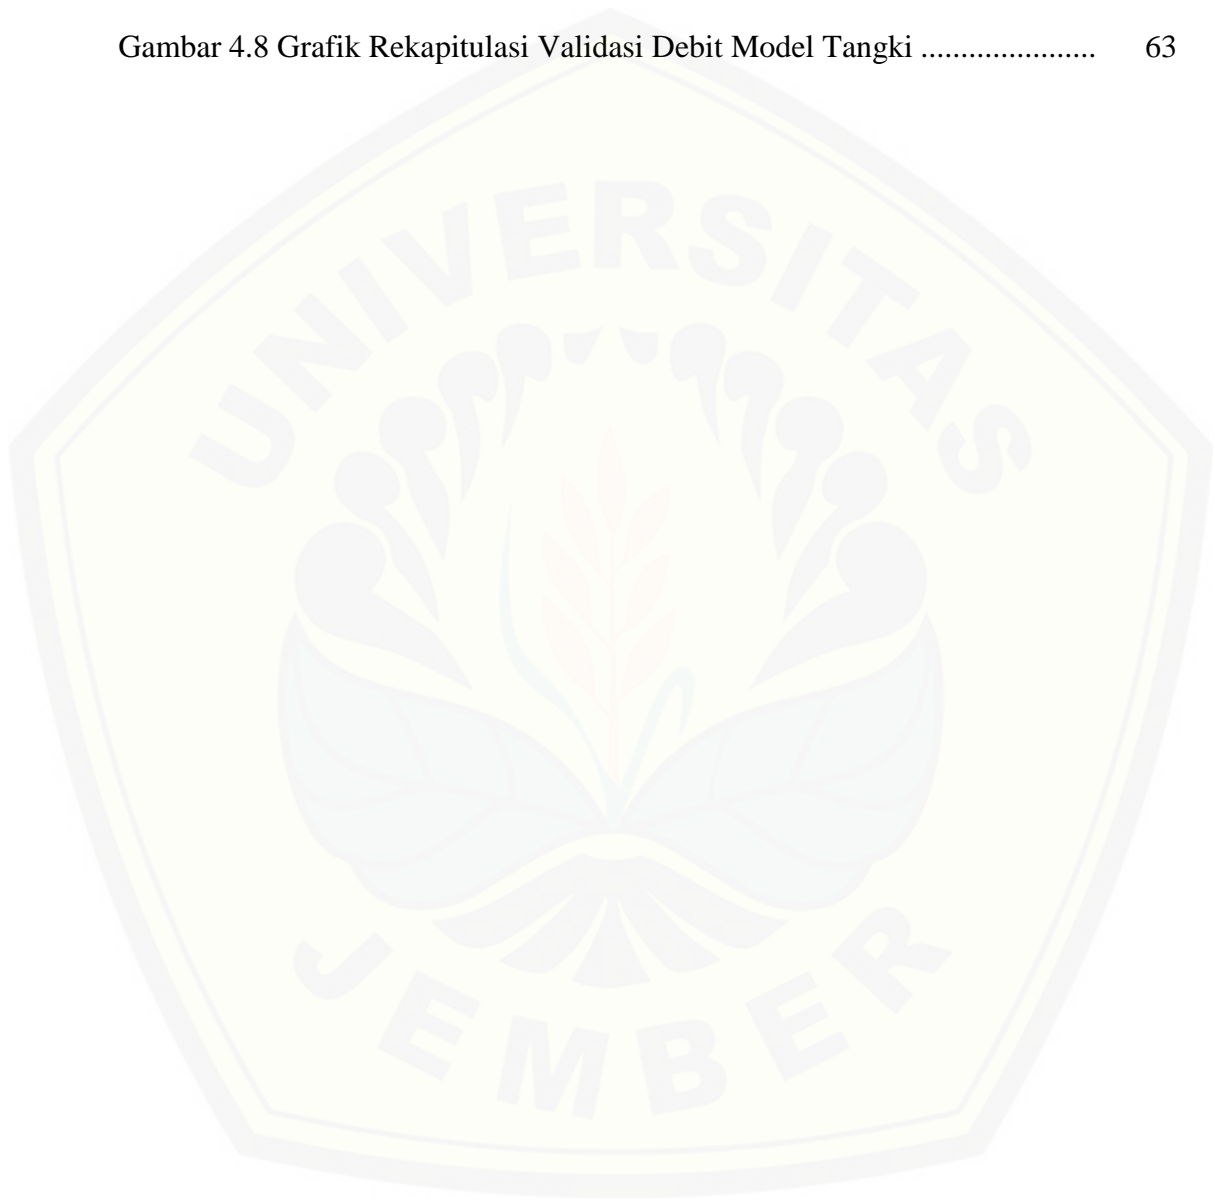 Gambar 4.8 Grafik Rekapitulasi Validasi Debit Model Tangki ...................... 63
UNIVERSITAS
JEMBER